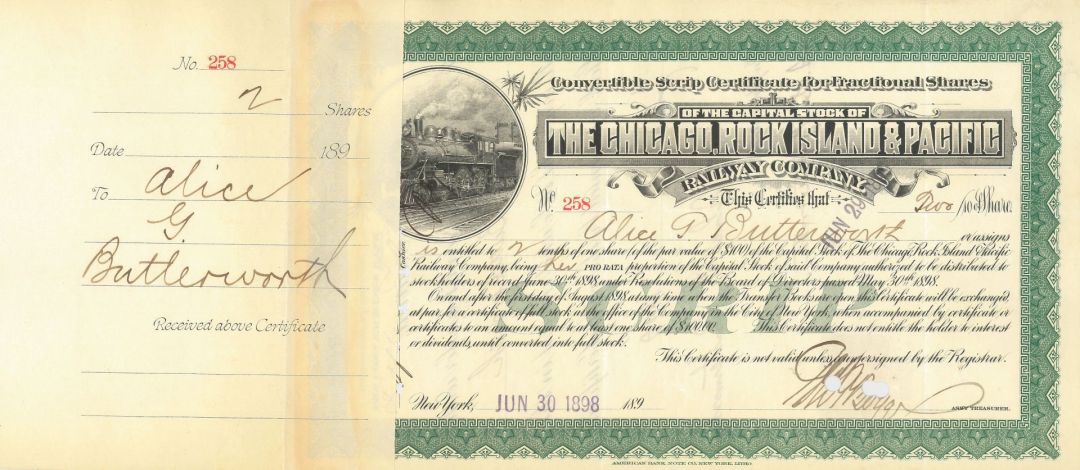 No. 258
2 Shares
Date 189
To Alice
G
Butterworth
Received above Certificate
Convertible Scrip Certificate for Fractional Shares
OF THE CAPITAL STOCK OF
THE CHICAGO, ROCK ISLAND & PACIFIC
RAILWAY COMPANY
This Certifies that
No. 258
Two /10 Share
JUN 29 98
Alice G Butterworth or assigns
is entitled to 2 tenths of one share (of the par value of $100) of the Capital Stock of The Chicago Rock Island & Pacific
Railway Company, being her PRO RATA proportion of the Capital Stock of said Company authorized to be distributed to
stockholders of record June 30th 1898 under Resolutions of the Board of Directors passed May 30th 1898.
On and after the first day of August 1898 at any time when the Transfer Books are open this Certificate will be exchanged
at par, for a certificate of full stock at the office of the Company in the City of New York, when accompanied by certificate or
certificates to an amount equal to at least one share, $100.00. This Certificate does not entitle the holder to interest
or dividends, until converted into full stock.
This Certificate is not valid unless countersigned by the Registrar.
New York, JUN 30 1898 189
ASS'T TREASURER.
AMERICAN BANK NOTE CO. NEW YORK, LITHO.